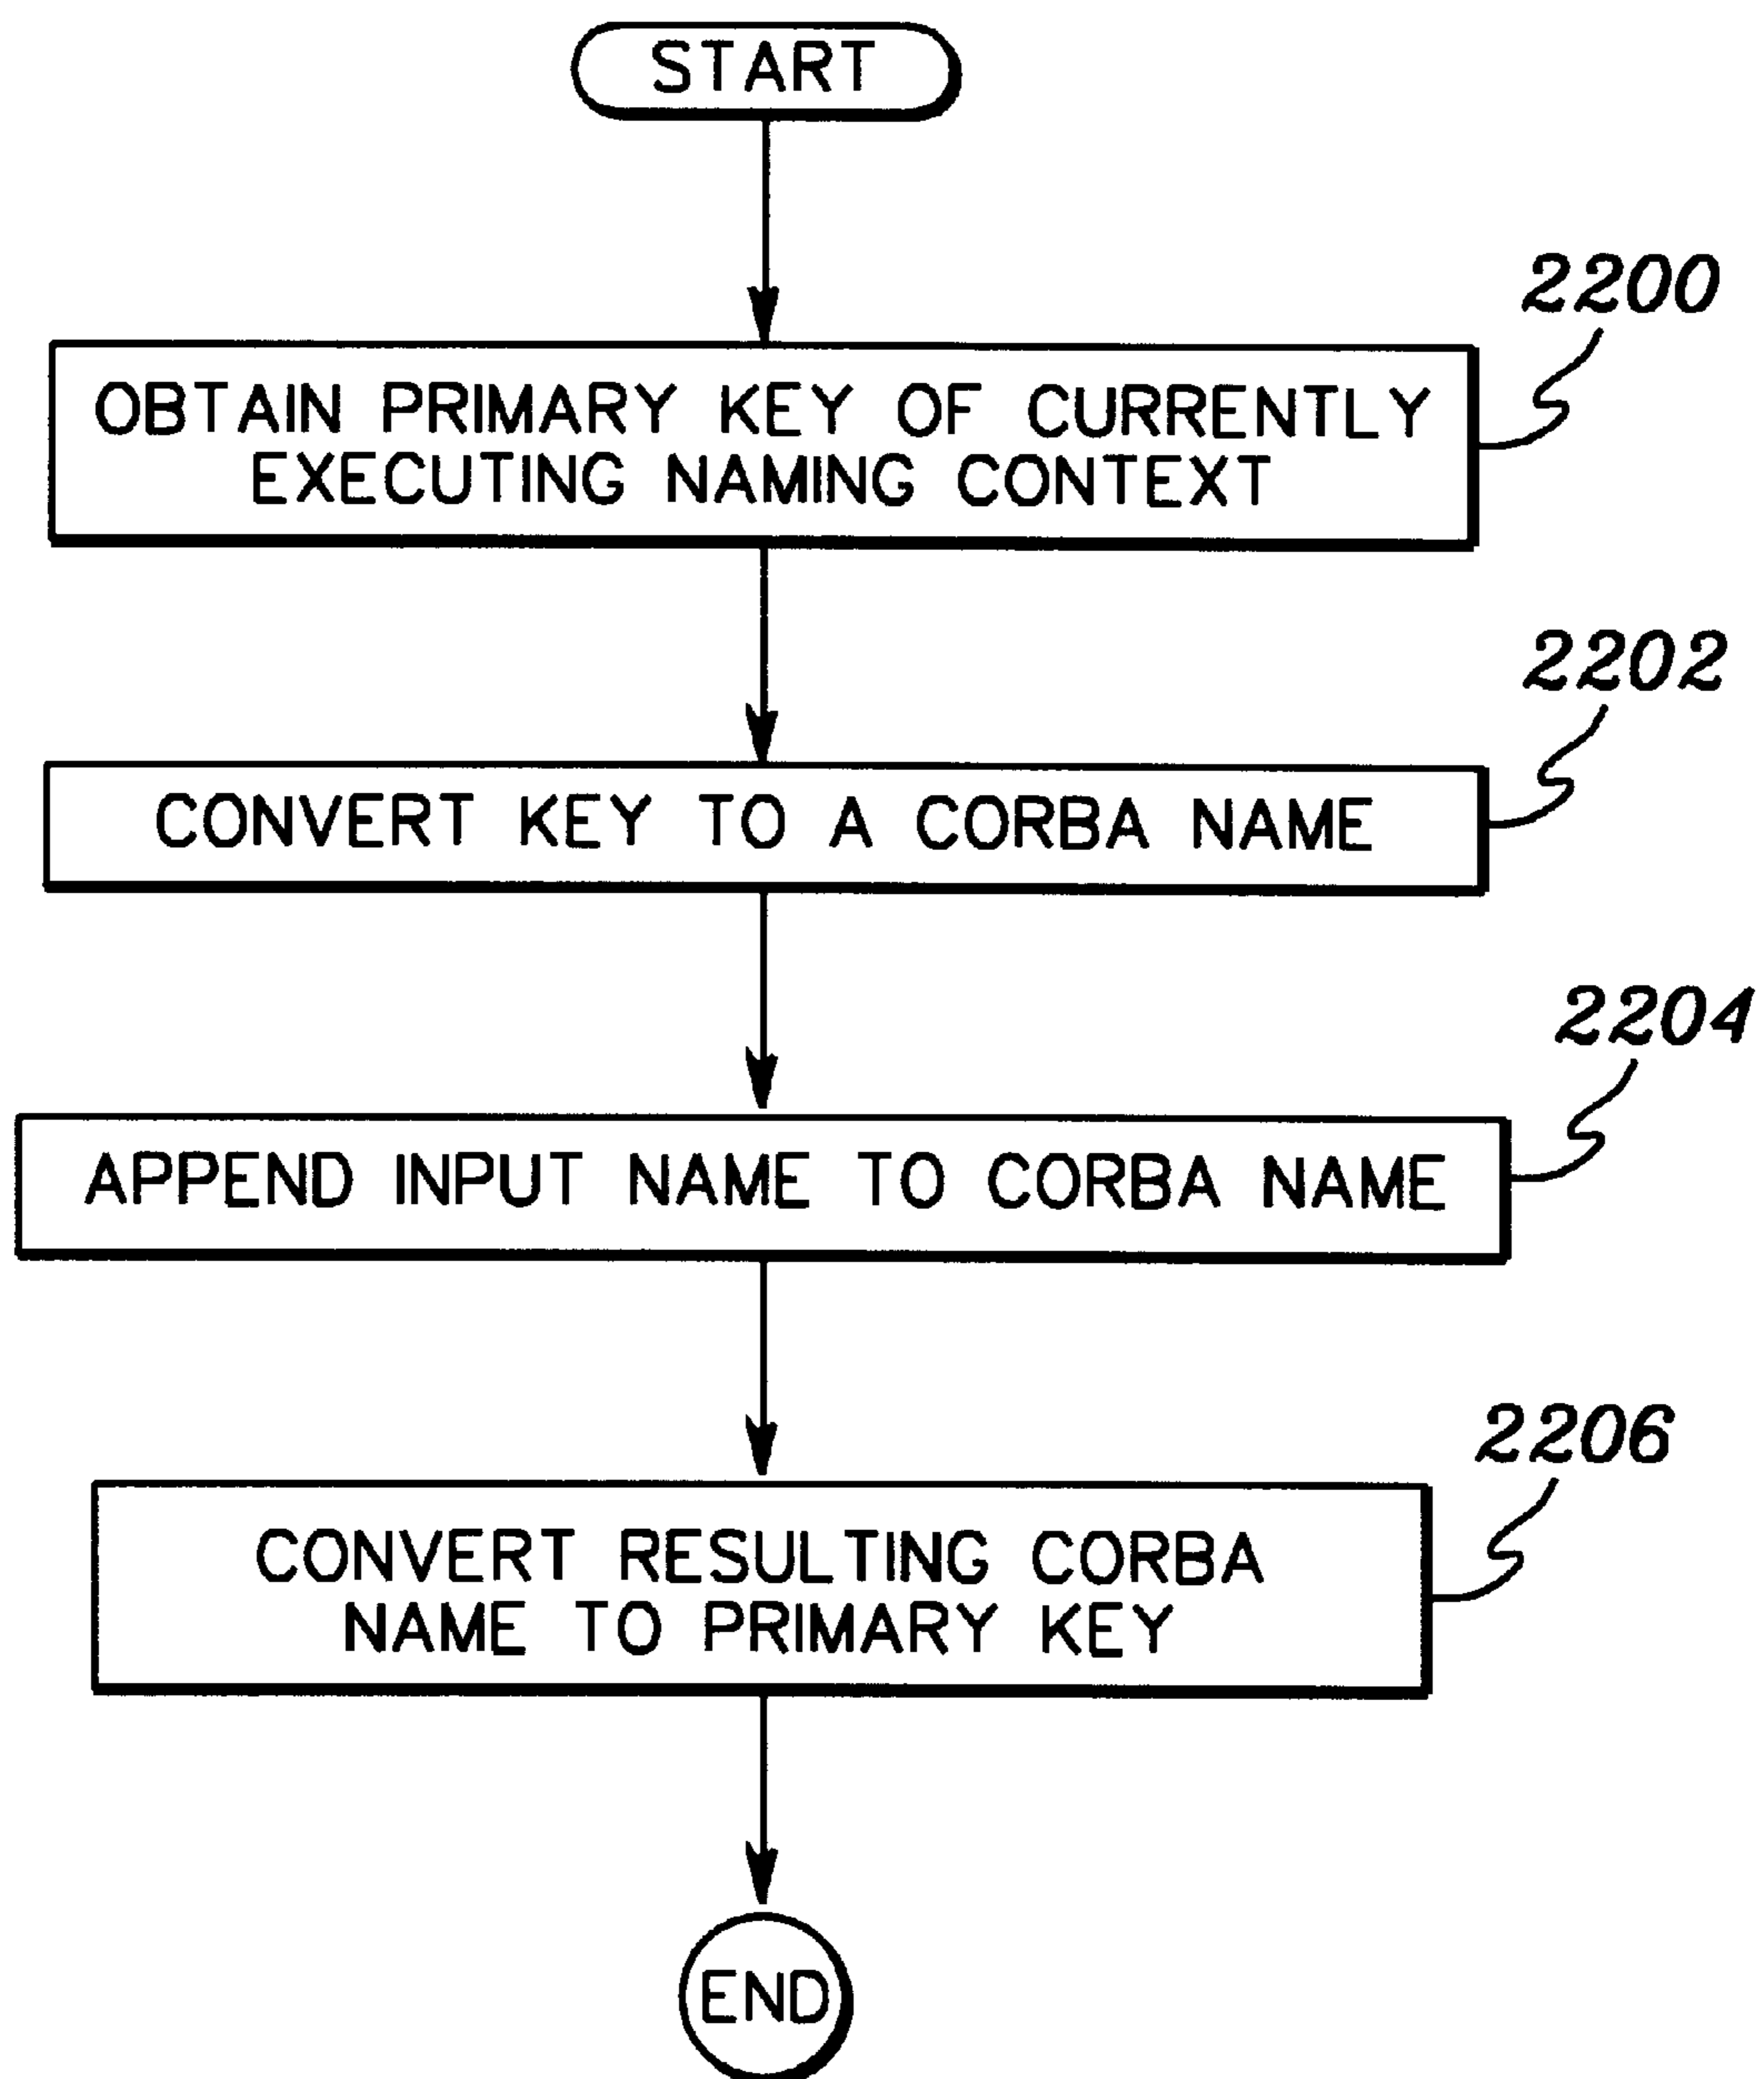 START
2200
OBTAIN PRIMARY KEY OF CURRENTLY
EXECUTING NAMING CONTEXT
2202
CONVERT KEY TO A CORBA NAME
2204
APPEND INPUT NAME TO CORBA NAME
2206
CONVERT RESULTING CORBA
NAME TO PRIMARY KEY
END